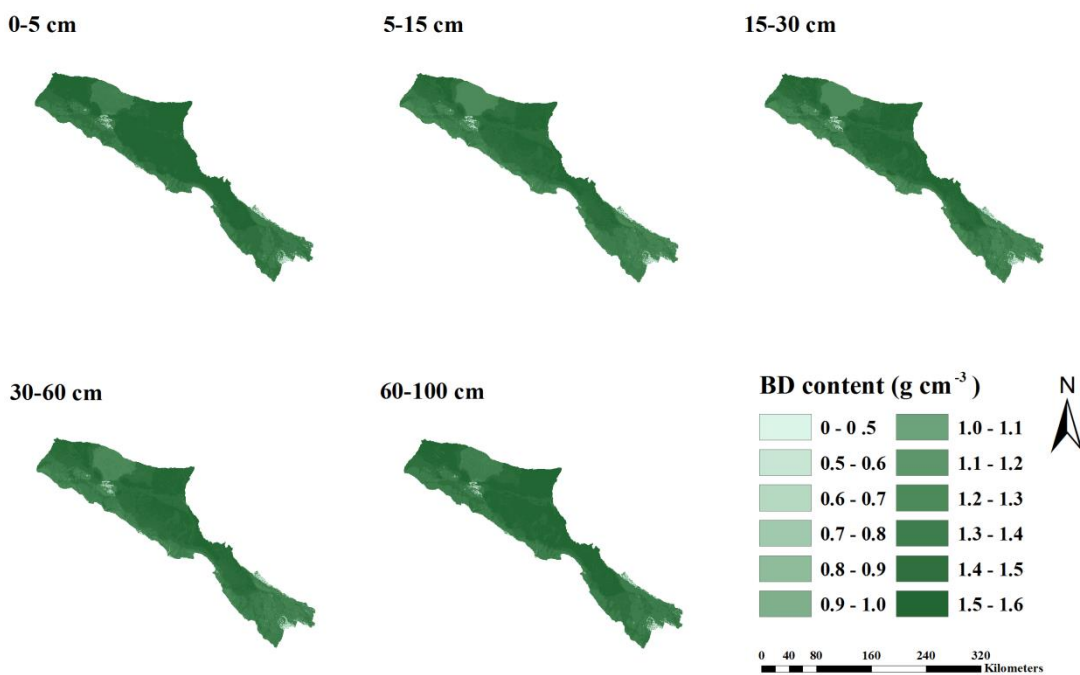 0-5 cm
5-15 cm
15-30 cm
30-60 cm
60-100 cm
BD content (g cm⁻³ )
N
0 - 0 .5
1.0 - 1.1
0.5 - 0.6
1.1 - 1.2
0.6 - 0.7
1.2 - 1.3
0.7 - 0.8
1.3 - 1.4
0.8 - 0.9
1.4 - 1.5
0.9 - 1.0
1.5 - 1.6
0 40 80 160 240 320
Kilometers